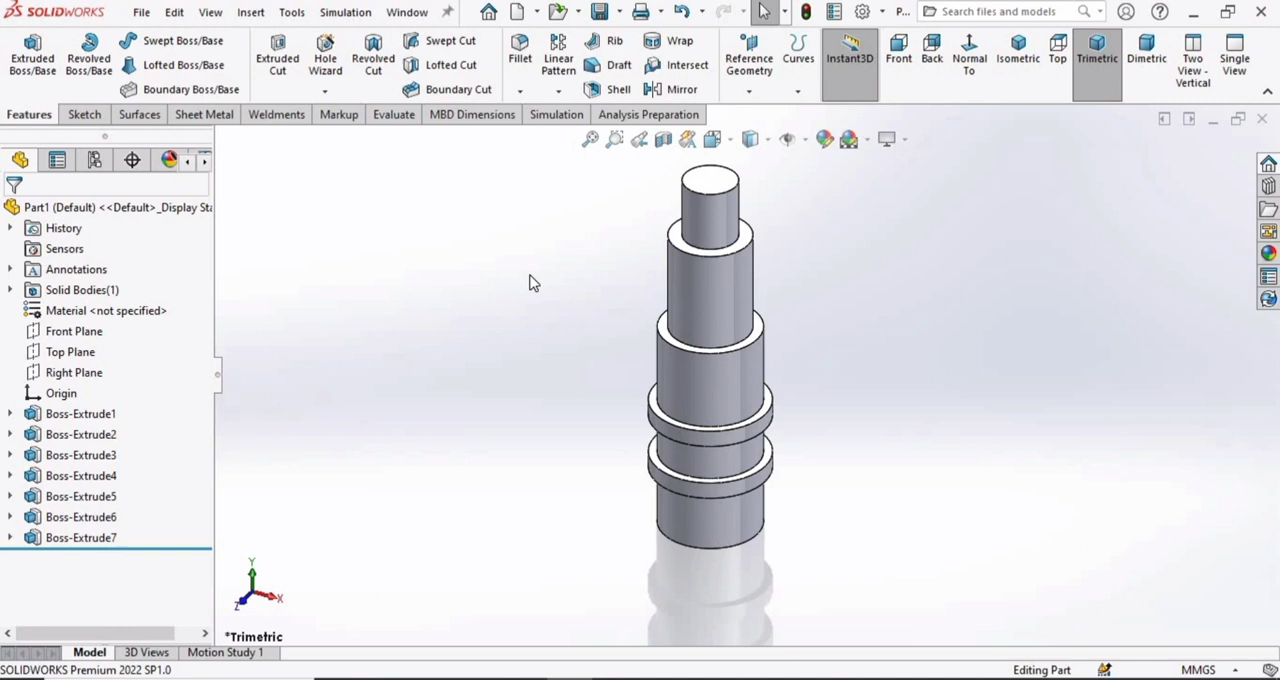 SOLIDWORKS File Edit View Insert Tools Simulation Window P... Search files and models
Extruded Boss/Base
Revolved Boss/Base
Swept Boss/Base
Lofted Boss/Base
Boundary Boss/Base
Extruded Cut
Hole Wizard
Revolved Cut
Swept Cut
Lofted Cut
Boundary Cut
Fillet
Linear Pattern
Rib
Draft
Shell
Wrap
Intersect
Mirror
Reference Geometry
Curves
Instant3D
Front
Back
Normal To
Isometric
Top
Trimetric
Dimetric
Two View - Vertical
Single View
Features Sketch Surfaces Sheet Metal Weldments Markup Evaluate MBD Dimensions Simulation Analysis Preparation
Part1 (Default) <<Default>_Display Sta
History
Sensors
Annotations
Solid Bodies(1)
Material <not specified>
Front Plane
Top Plane
Right Plane
Origin
Boss-Extrude1
Boss-Extrude2
Boss-Extrude3
Boss-Extrude4
Boss-Extrude5
Boss-Extrude6
Boss-Extrude7
Y
X
Z
*Trimetric
Model 3D Views Motion Study 1
SOLIDWORKS Premium 2022 SP1.0 Editing Part MMGS